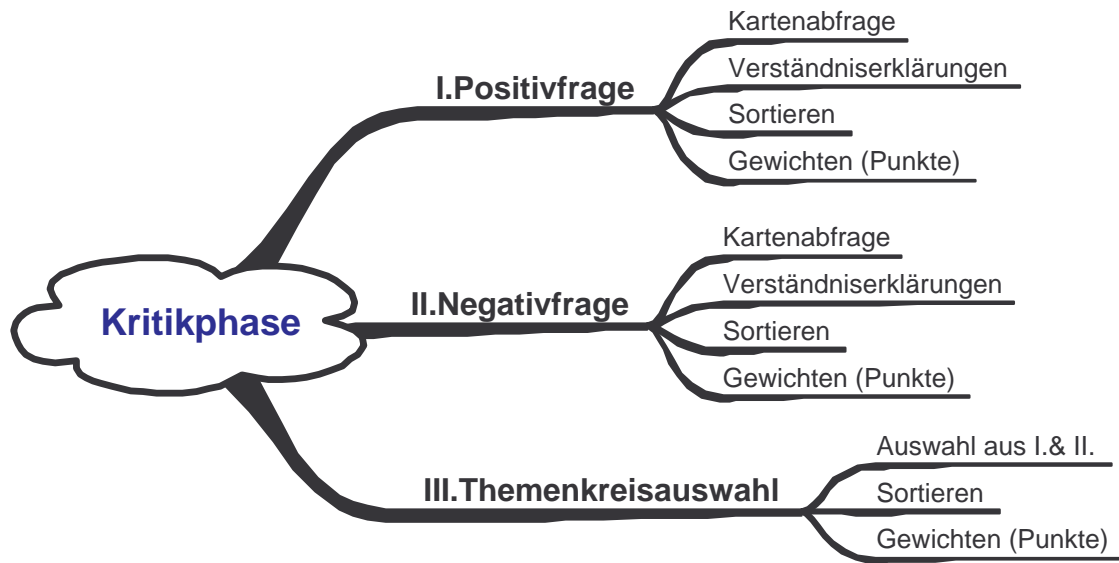 Kritikphase
I.Positivfrage
Kartenabfrage
Verständniserklärungen
Sortieren
Gewichten (Punkte)
II.Negativfrage
Kartenabfrage
Verständniserklärungen
Sortieren
Gewichten (Punkte)
III.Themenkreisauswahl
Auswahl aus I.& II.
Sortieren
Gewichten (Punkte)